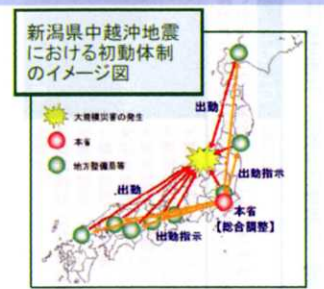 新潟県中越沖地震
における初動体制
のイメージ図
大規模災害の発生
本省
地方整備局等
出動
出動指示
出動
本省
【総合調整】
出動指示